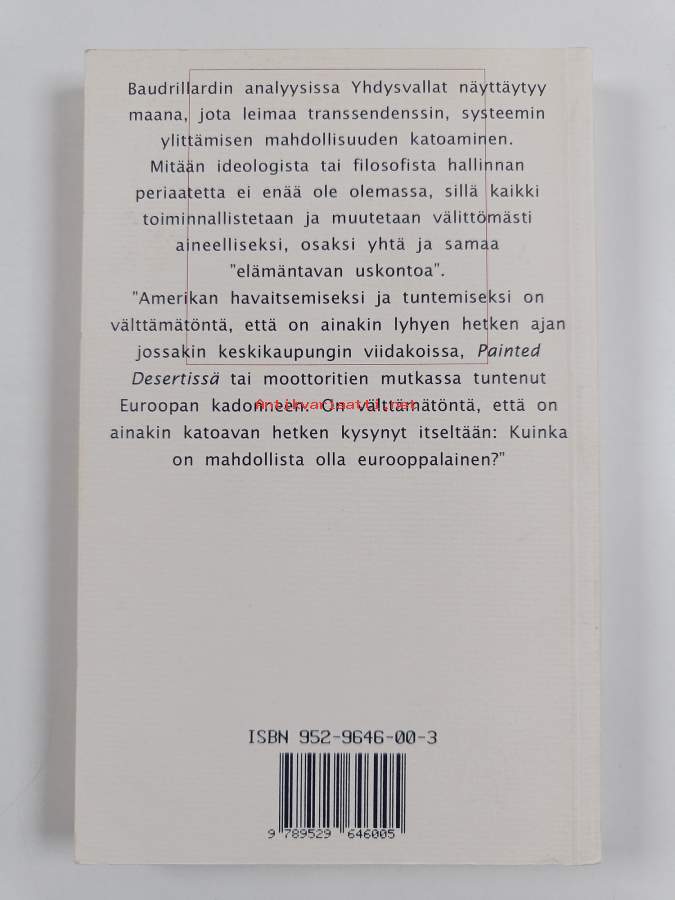 Baudrillardin analyysissa Yhdysvallat näyttäytyy
maana, jota leimaa transsendenssin, systeemin
ylittämisen mahdollisuuden katoaminen.
Mitään ideologista tai filosofista hallinnan
periaatetta ei enää ole olemassa, sillä kaikki
toiminnallistetaan ja muutetaan välittömästi
aineelliseksi, osaksi yhtä ja samaa
"elämäntavan uskontoa".
"Amerikan havaitsemiseksi ja tuntemiseksi on
välttämätöntä, että on ainakin lyhyen hetken ajan
jossakin keskikaupungin viidakoissa, Painted
Desertissä tai moottoritien mutkassa tuntenut
Euroopan kadonneen. On välttämätöntä, että on
Antikvariaatti.net
ainakin katoavan hetken kysynyt itseltään: Kuinka
on mahdollista olla eurooppalainen?"
ISBN 952-9646-00-3
9 789529 646005